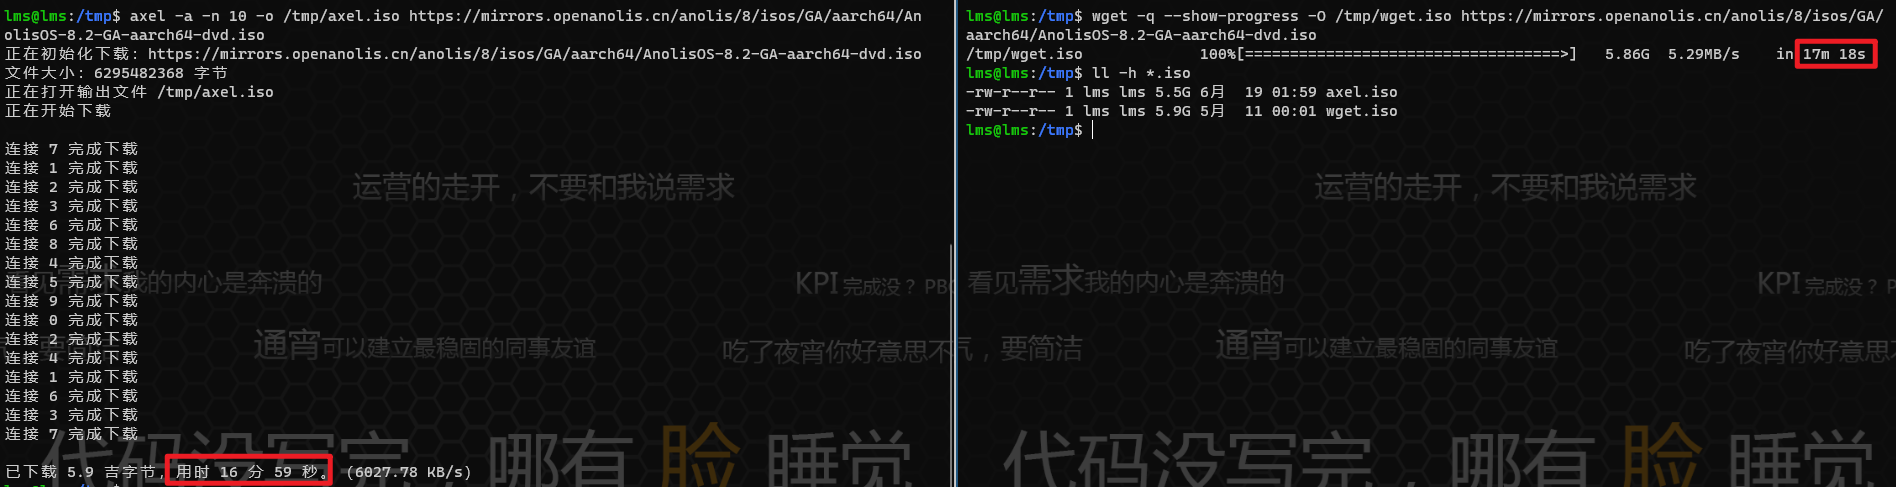 lms@lms:/tmp$ axel -a -n 10 -o /tmp/axel.iso https://mirrors.openanolis.cn/anolis/8/isos/GA/aarch64/An
olisOS-8.2-GA-aarch64-dvd.iso
正在初始化下载: https://mirrors.openanolis.cn/anolis/8/isos/GA/aarch64/AnolisOS-8.2-GA-aarch64-dvd.iso
文件大小: 6295482368 字节
正在打开输出文件 /tmp/axel.iso
正在开始下载
连接 7 完成下载
连接 1 完成下载
连接 2 完成下载
连接 3 完成下载
连接 6 完成下载
连接 8 完成下载
连接 4 完成下载
连接 5 完成下载
连接 9 完成下载
连接 0 完成下载
连接 2 完成下载
连接 4 完成下载
连接 1 完成下载
连接 6 完成下载
连接 3 完成下载
连接 7 完成下载
已下载 5.9 吉字节, 用时 16 分 59 秒。 (6027.78 KB/s)
lms@lms:/tmp$
运营的走开，不要和我说需求
看见需求我的内心是奔溃的
KPI 完成没？ PB
通宵可以建立最稳固的同事友谊
吃了夜宵你好意思不
代码没写完，哪有 脸 睡觉
lms@lms:/tmp$ wget -q --show-progress -O /tmp/wget.iso https://mirrors.openanolis.cn/anolis/8/isos/GA/
aarch64/AnolisOS-8.2-GA-aarch64-dvd.iso
/tmp/wget.iso 100%[==================================>] 5.86G 5.29MB/s in 17m 18s
lms@lms:/tmp$ ll -h *.iso
-rw-r--r-- 1 lms lms 5.5G 6月 19 01:59 axel.iso
-rw-r--r-- 1 lms lms 5.9G 5月 11 00:01 wget.iso
lms@lms:/tmp$
运营的走开，不要和我说需求
看见需求我的内心是奔溃的
KPI 完成没？ P
通宵可以建立最稳固的同事友谊
，要简洁
吃了夜宵你好意思
代码没写完，哪有 脸 睡觉